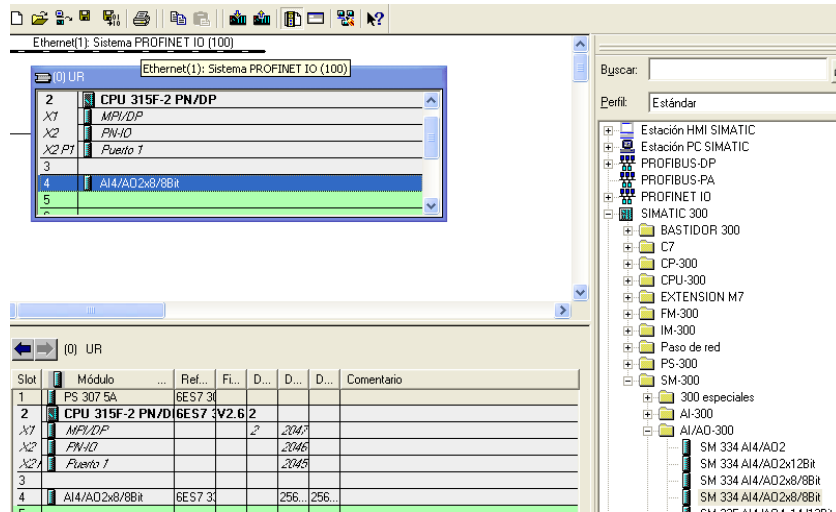 Ethernet(1): Sistema PROFINET IO (100)
Ethernet(1): Sistema PROFINET IO (100)
(0) UR
2 CPU 315F-2 PN/DP
X1 MPI/DP
X2 PN-IO
X2 P1 Puerto 1
3
4 AI4/AO2x8/8Bit
5
Buscar:
Perfil: Estándar
Estación HMI SIMATIC
Estación PC SIMATIC
PROFIBUS-DP
PROFIBUS-PA
PROFINET IO
SIMATIC 300
BASTIDOR 300
C7
CP-300
CPU-300
EXTENSION M7
FM-300
IM-300
Paso de red
PS-300
SM-300
300 especiales
AI-300
AI/AO-300
SM 334 AI4/AO2
SM 334 AI4/AO2x12Bit
SM 334 AI4/AO2x8/8Bit
SM 334 AI4/AO2x8/8Bit
(0) UR
Slot Módulo ... Ref... Fi... D... D... D... Comentario
1 PS 307 5A 6ES7 30
2 CPU 315F-2 PN/D 6ES7 3 V2.6 2
X1 MPI/DP 2 2047
X2 PN-IO 2046
X2 Puerto 1 2045
3
4 AI4/AO2x8/8Bit 6ES7 33 256... 256...